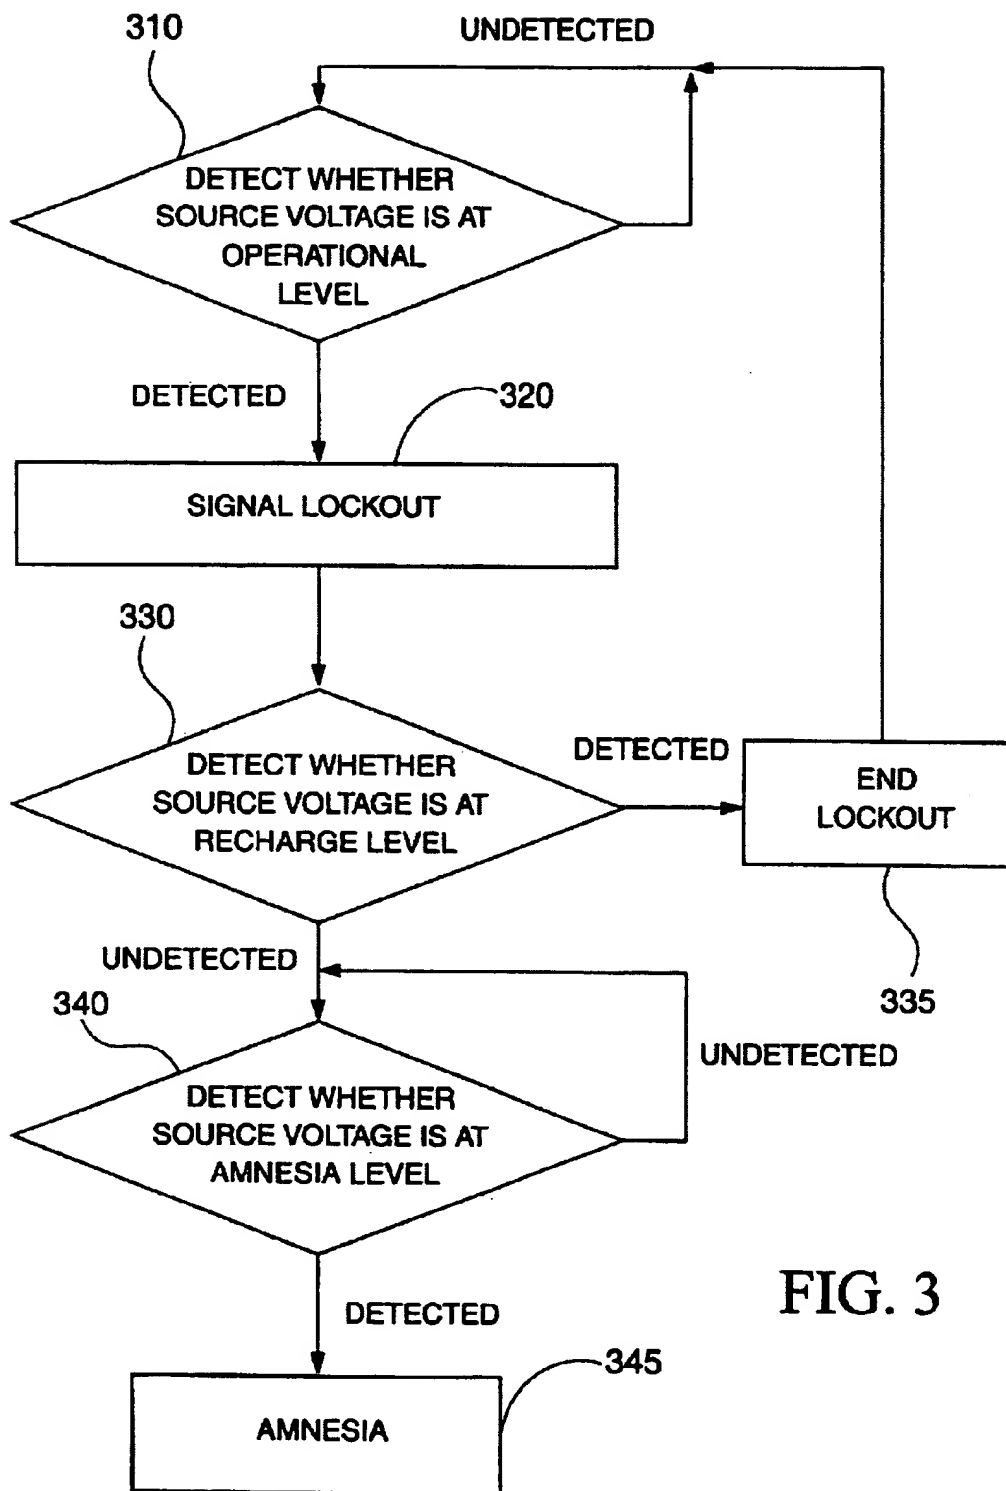 310
UNDETECTED
DETECT WHETHER
SOURCE VOLTAGE IS AT
OPERATIONAL
LEVEL
DETECTED
320
SIGNAL LOCKOUT
330
DETECT WHETHER
SOURCE VOLTAGE IS AT
RECHARGE LEVEL
DETECTED
END
LOCKOUT
335
UNDETECTED
340
UNDETECTED
DETECT WHETHER
SOURCE VOLTAGE IS AT
AMNESIA LEVEL
FIG. 3
DETECTED
345
AMNESIA